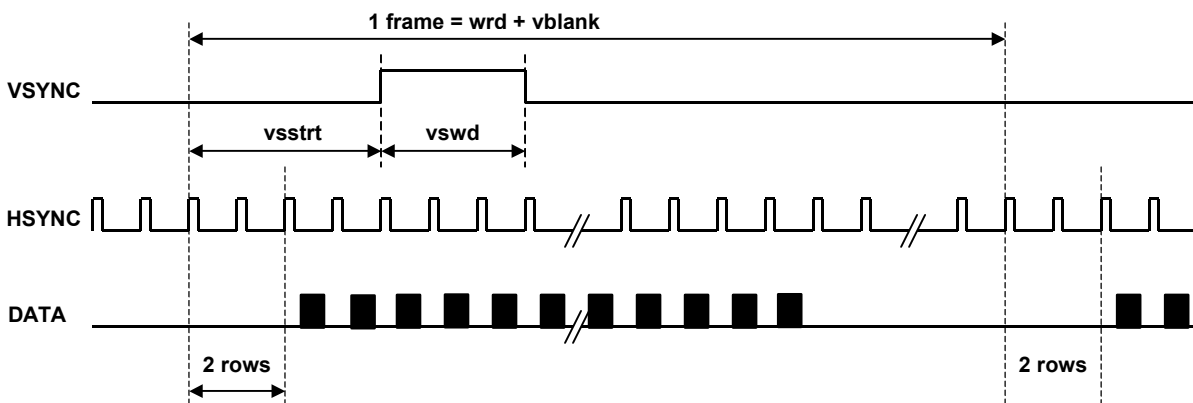 1 frame = wrd + vblank
VSYNC
vsstrt
vswd
HSYNC
DATA
2 rows
2 rows